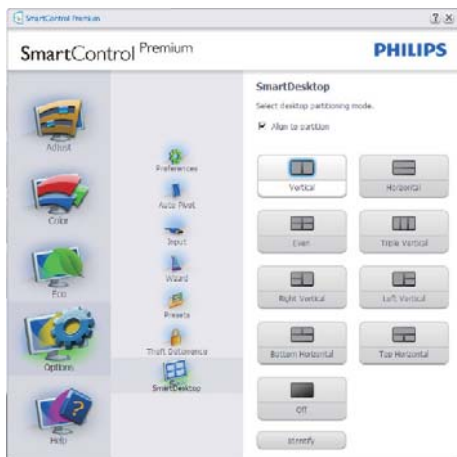 SmartControl Premium
SmartControl Premium
PHILIPS
Adjust
Color
Eco
Options
Help
Preferences
Auto Pivot
Input
Wizard
Presets
Theft Deterrence
SmartDesktop
SmartDesktop
Select desktop partitioning mode.
Align to partition
Vertical
Horizontal
Even
Triple Vertical
Right Vertical
Left Vertical
Bottom Horizontal
Top Horizontal
Off
Identify